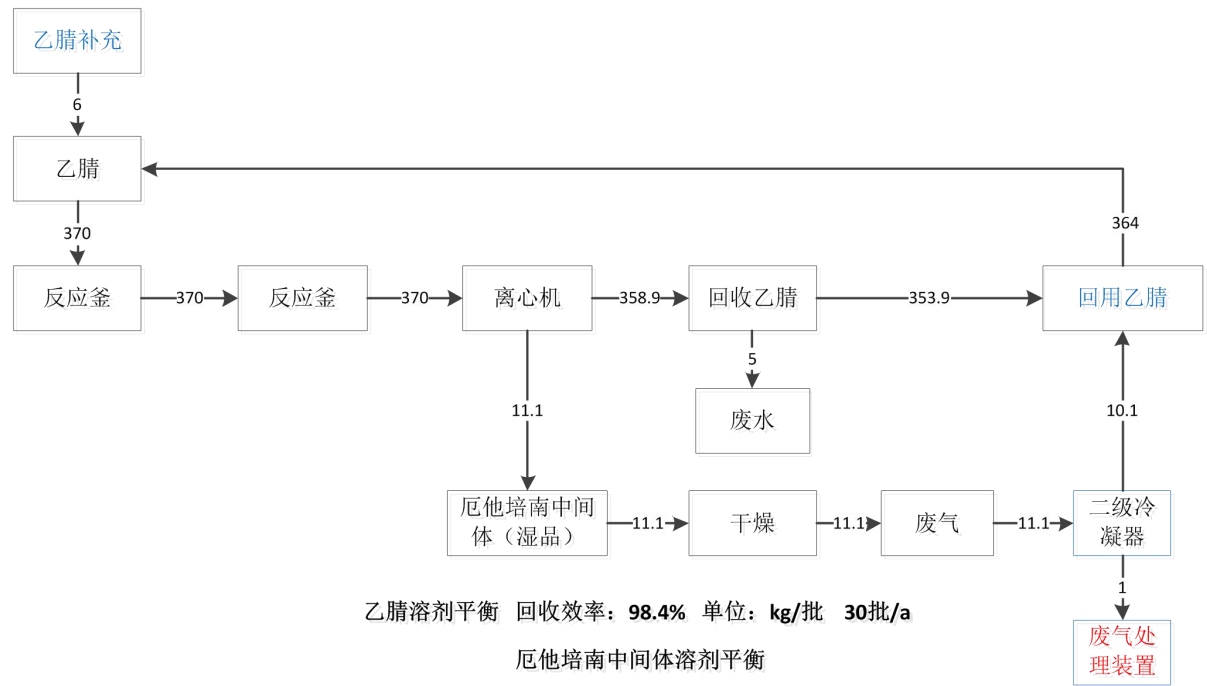 乙腈补充
6
乙腈
370
364
反应釜
370
反应釜
370
离心机
358.9
回收乙腈
353.9
回用乙腈
5
废水
11.1
10.1
厄他培南中间
体（湿品）
11.1
干燥
11.1
废气
11.1
二级冷
凝器
1
废气处
理装置
乙腈溶剂平衡 回收效率：98.4% 单位：kg/批 30批/a
厄他培南中间体溶剂平衡